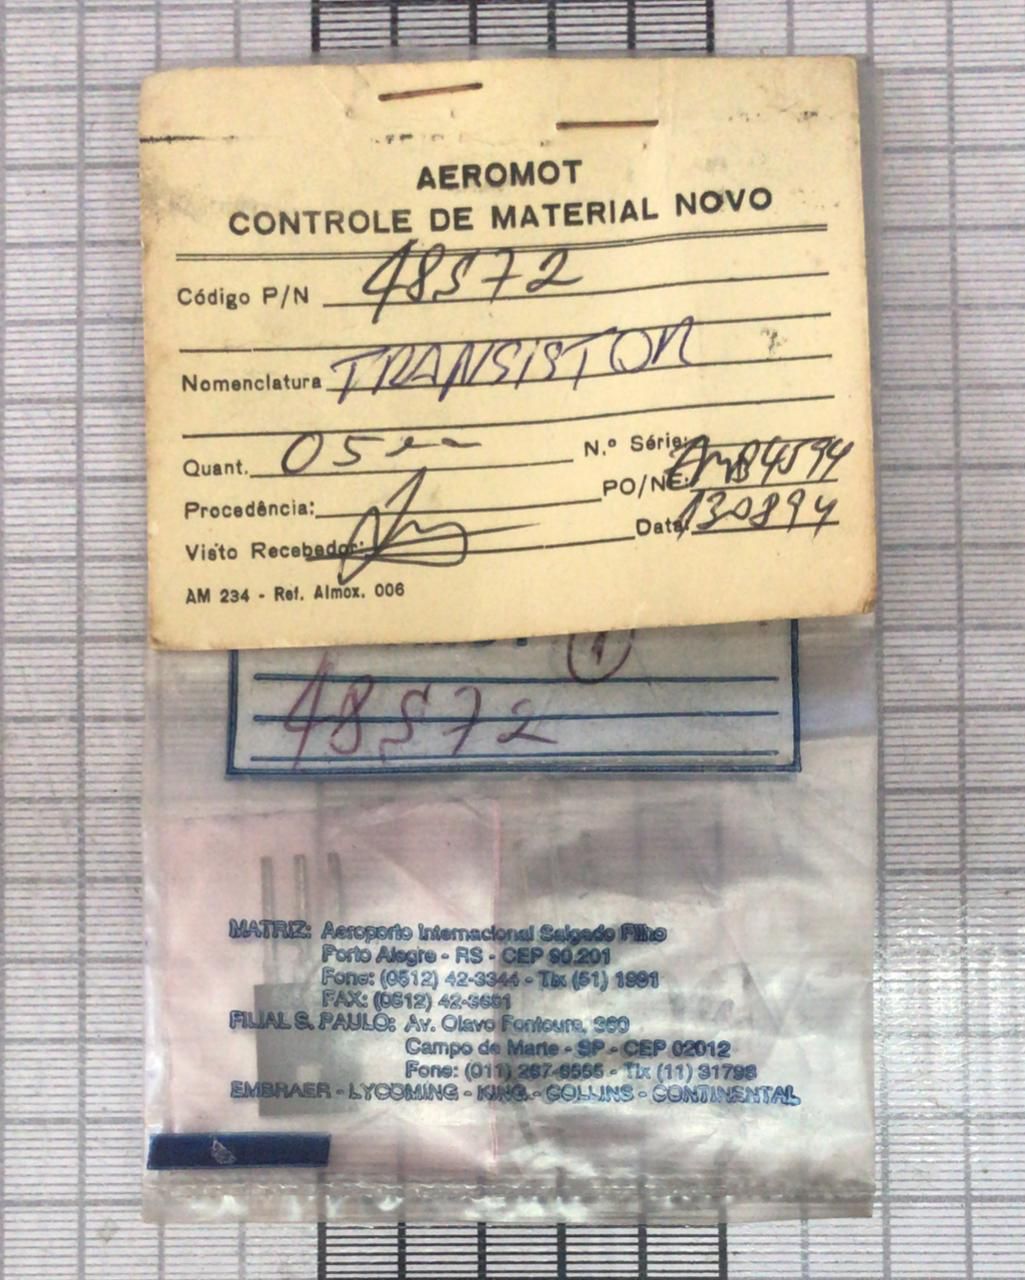 AEROMOT
CONTROLE DE MATERIAL NOVO
Código P/N 48572
Nomenclatura TRANSISTOR
Quant. 05
N.º Série:
Procedência:
PO/NE:
Visto Recebedor:
Data: 130894
AM 234 - Ref. Almox. 006
1
48572
MATRIZ: Aeroporto Internacional Salgado Filho
Porto Alegre - RS - CEP 90.201
Fone: (0512) 42-3344 - Tlx (51) 1991
FAX: (0512) 42-3691
FILIAL S. PAULO: Av. Olavo Fontoura, 360
Campo de Marte - SP - CEP 02012
Fone: (011) 267-6555 - Tlx (11) 31798
EMBRAER - LYCOMING - KING - COLLINS - CONTINENTAL